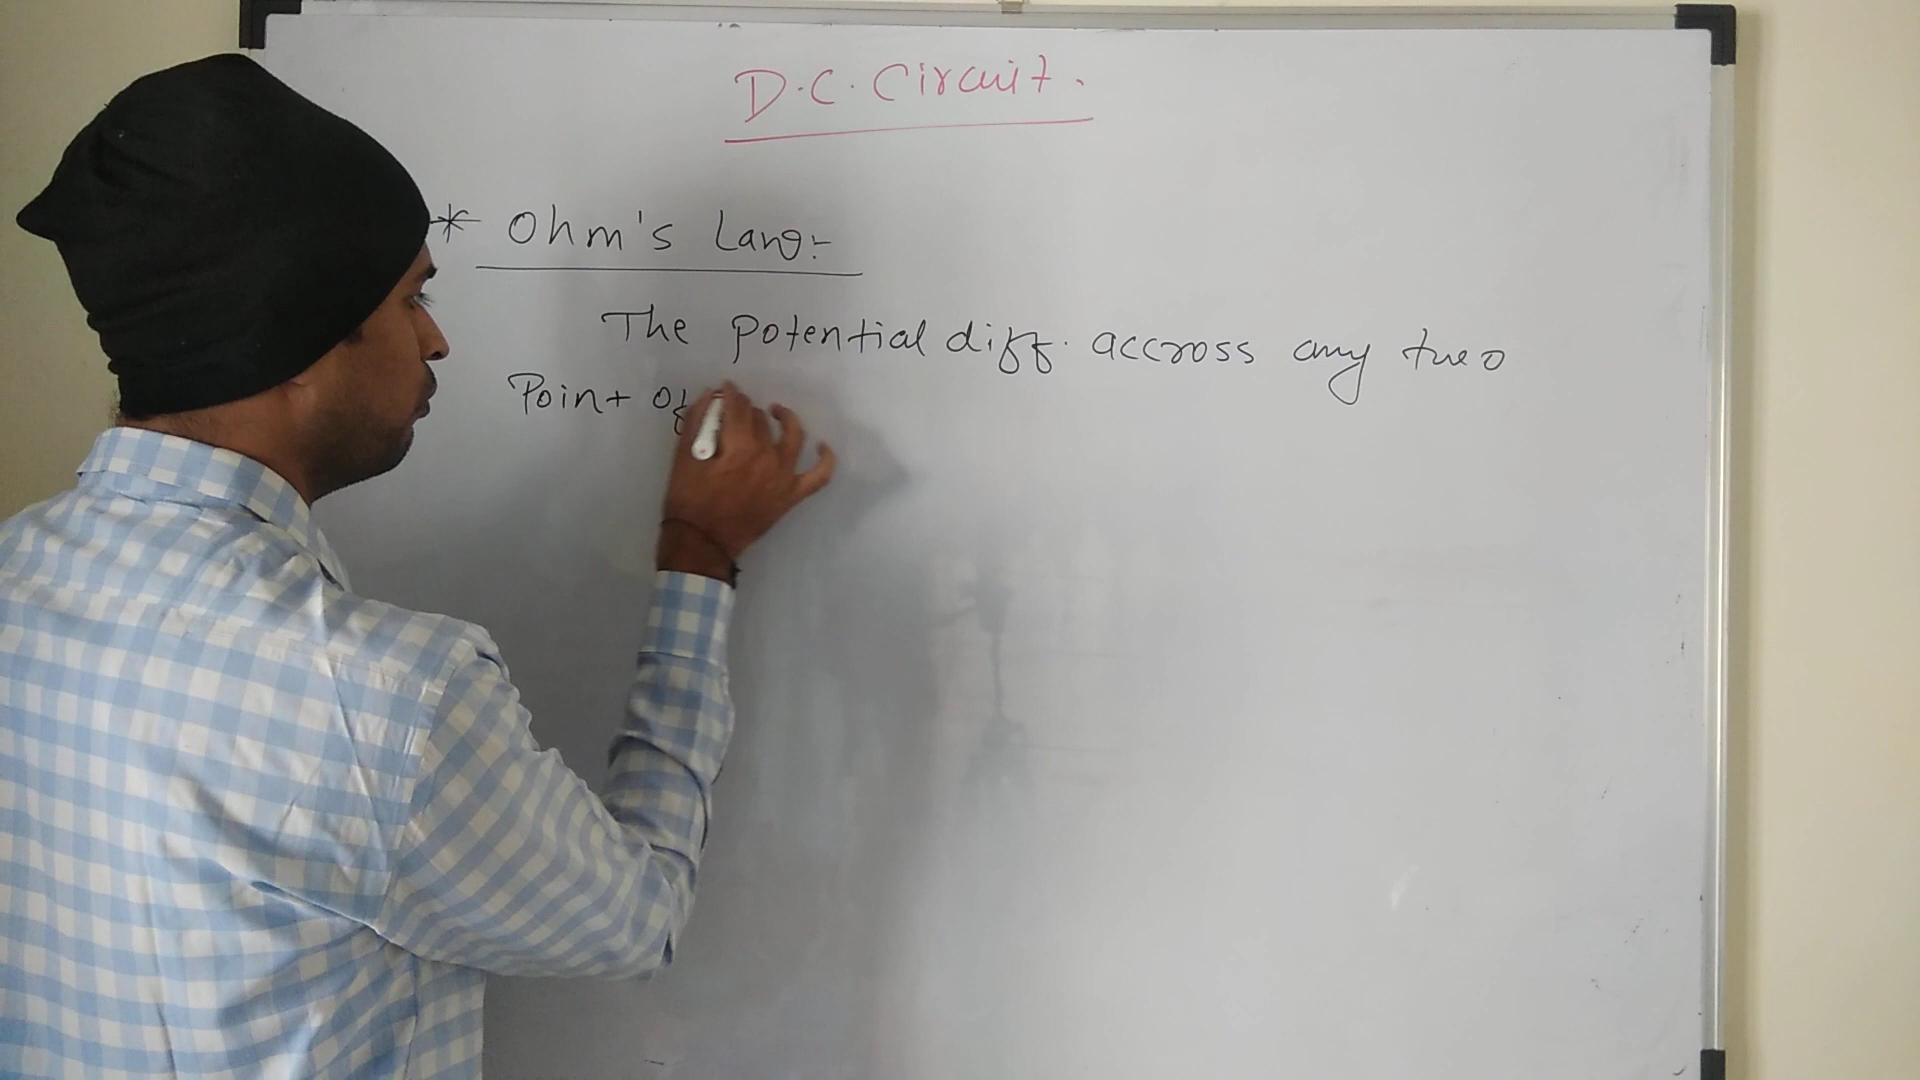 D.C. Circuit.
* Ohm's Law:-
The Potential diff. accross any two
Point of